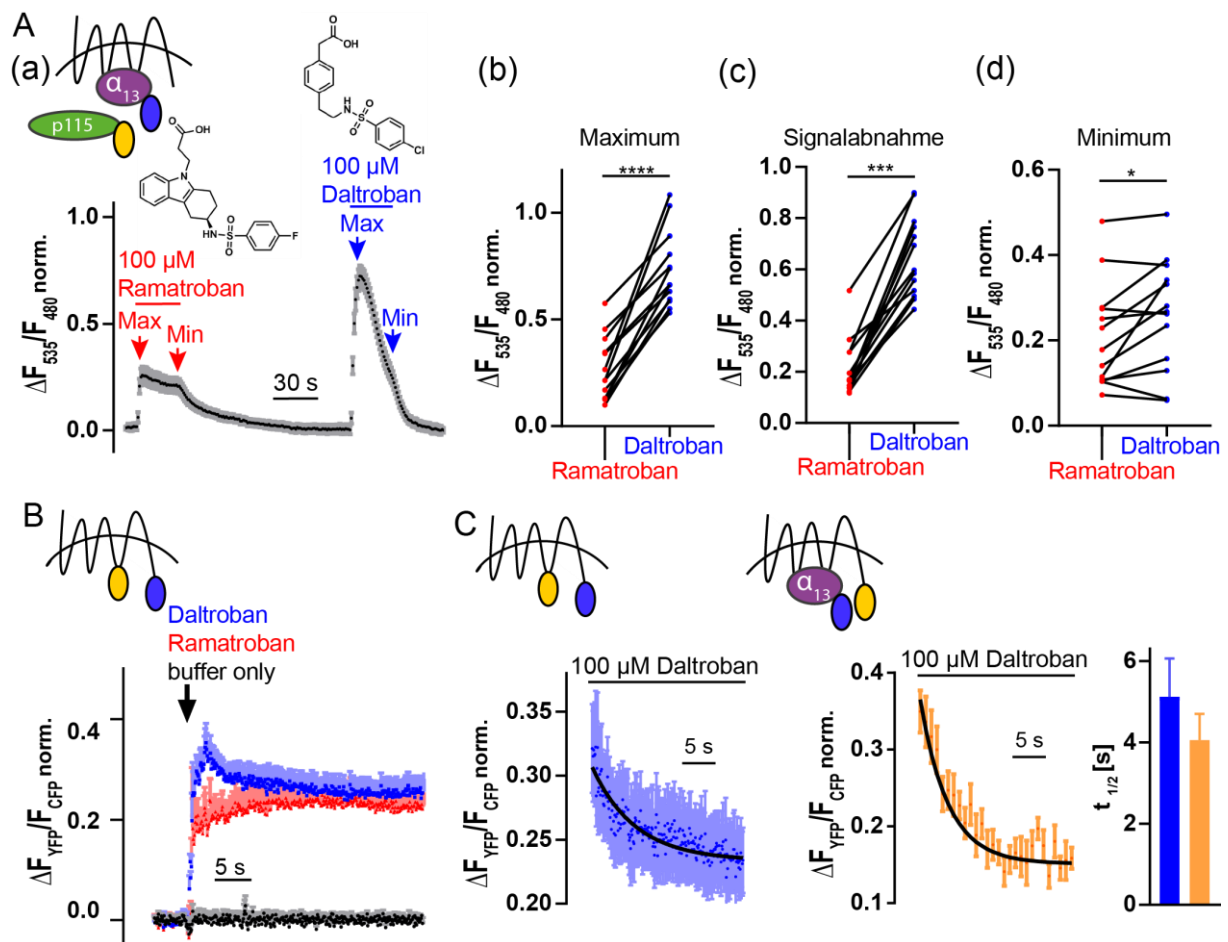 A
(a)
α13
p115
OH
O
N
HN
S
O
O
F
O
OH
NH
O
S
O
Cl
100 µM
Ramatroban
Max
Min
100 µM
Daltroban
Max
Min
30 s
ΔF535/F480 norm.
1.0
0.5
0.0
(b)
Maximum
****
ΔF535/F480 norm.
1.0
0.5
0.0
Daltroban
Ramatroban
(c)
Signalabnahme
***
ΔF535/F480 norm.
1.0
0.8
0.6
0.4
0.2
0.0
Daltroban
Ramatroban
(d)
Minimum
*
ΔF535/F480 norm.
0.6
0.4
0.2
0.0
Daltroban
Ramatroban
B
Daltroban
Ramatroban
buffer only
ΔFYFP/FCFP norm.
0.4
0.2
0.0
5 s
C
100 µM Daltroban
ΔFYFP/FCFP norm.
0.35
0.30
0.25
0.20
5 s
α13
100 µM Daltroban
ΔFYFP/FCFP norm.
0.4
0.3
0.2
0.1
5 s
t 1/2 [s]
6
4
2
0